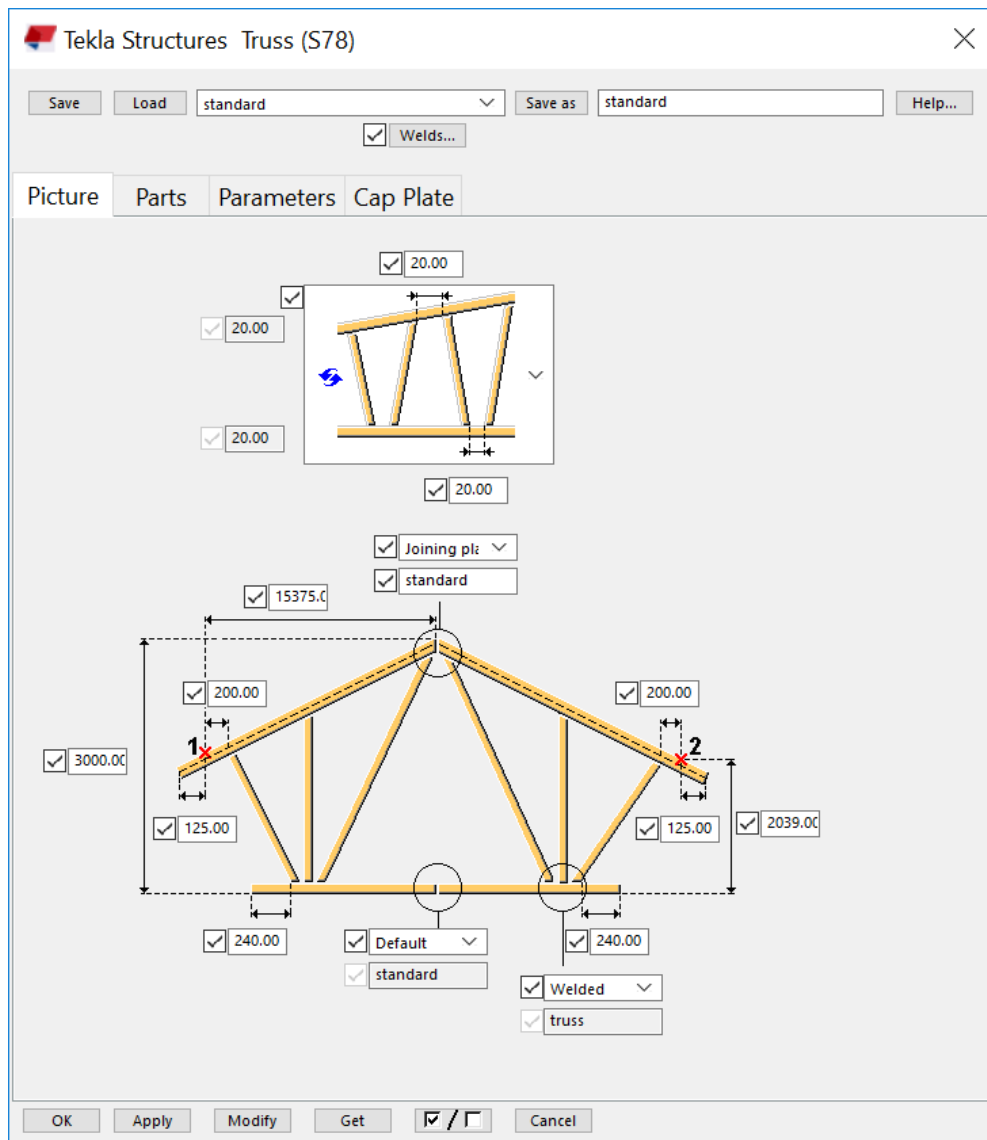 Tekla Structures Truss (S78)
Save Load standard Save as standard Help...
Welds...
Picture Parts Parameters Cap Plate
20.00
20.00
20.00
20.00
Joining pla
standard
15375.0
200.00 200.00
1 2
3000.00
125.00 125.00 2039.00
240.00 Default 240.00
standard
Welded
truss
OK Apply Modify Get / Cancel